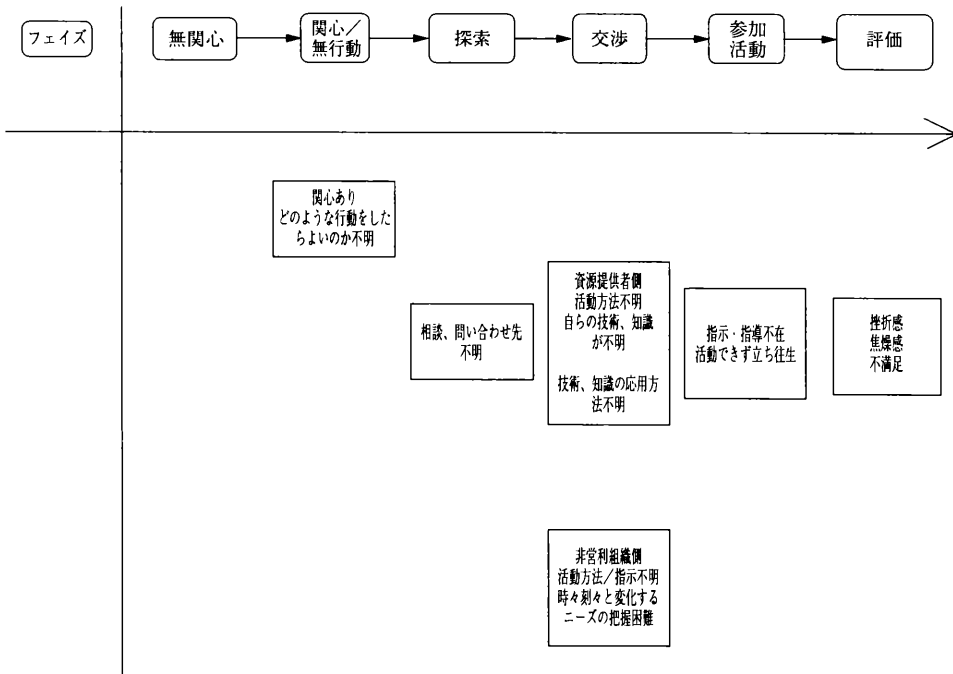 フェイズ
無関心
関心／
無行動
探索
交渉
参加
活動
評価
関心あり
どのような行動をした
らよいのか不明
相談、問い合わせ先
不明
資源提供者側
活動方法不明
自らの技術、知識
が不明
技術、知識の応用方
法不明
指示・指導不在
活動できず立ち往生
挫折感
焦燥感
不満足
非営利組織側
活動方法／指示不明
時々刻々と変化する
ニーズの把握困難